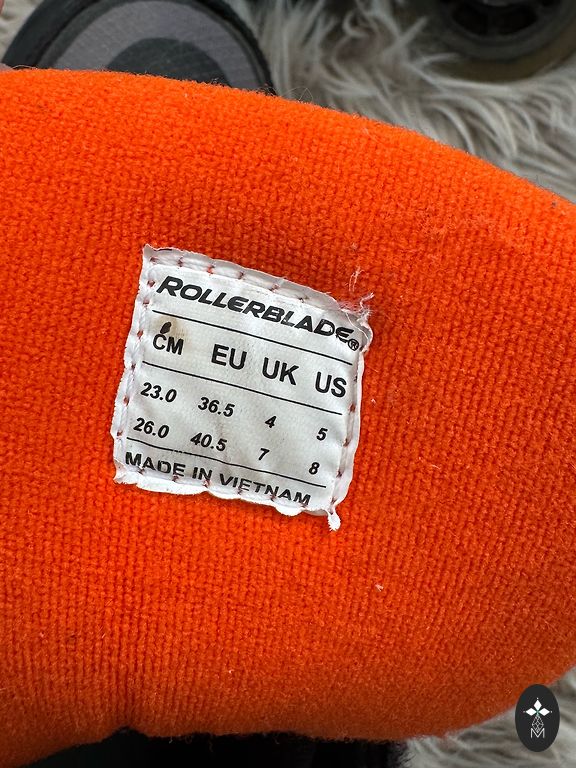 ROLLERBLADE®
CM EU UK US
23.0 36.5 4 5
26.0 40.5 7 8
MADE IN VIETNAM
M